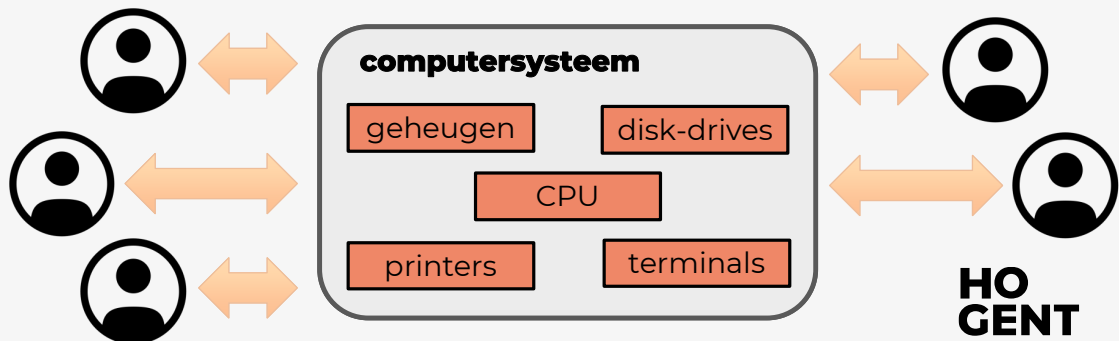 computersysteem
geheugen
disk-drives
CPU
printers
terminals
HO
GENT